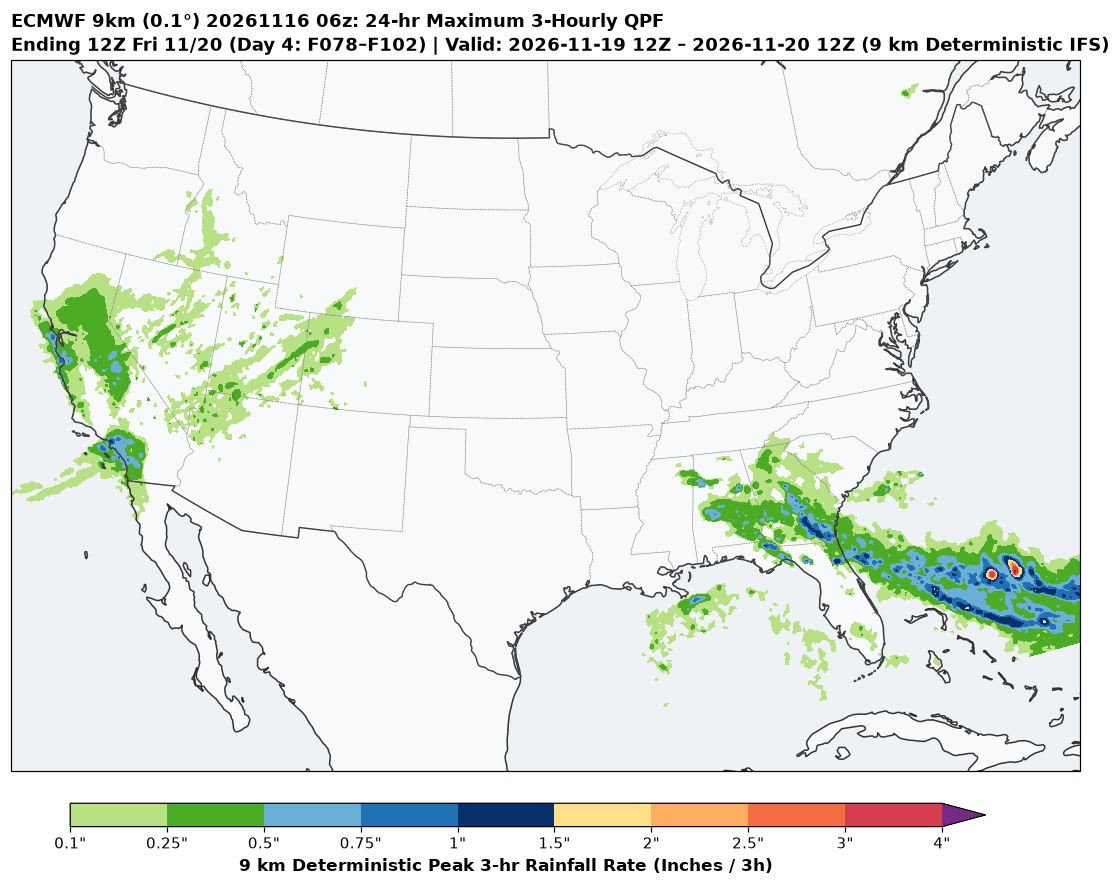 ECMWF 9km (0.1°) 20261116 06z: 24-hr Maximum 3-Hourly QPF
Ending 12Z Fri 11/20 (Day 4: F078–F102) | Valid: 2026-11-19 12Z – 2026-11-20 12Z (9 km Deterministic IFS)
0.1" 0.25" 0.5" 0.75" 1" 1.5" 2" 2.5" 3" 4"
9 km Deterministic Peak 3-hr Rainfall Rate (Inches / 3h)